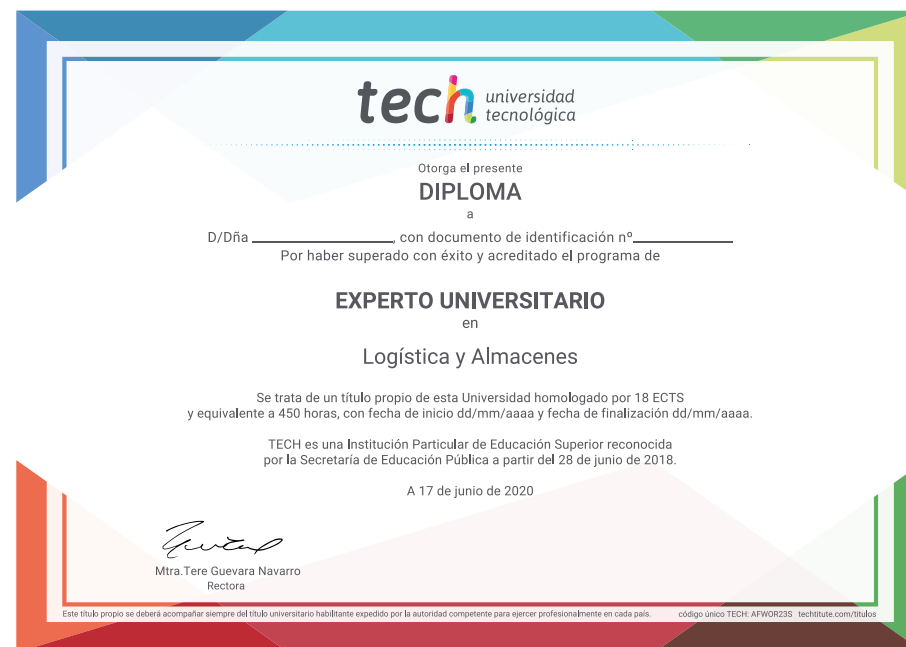 tech universidad
tecnológica
Otorga el presente
DIPLOMA
a
D/Dña ____________________, con documento de identificación nº______________
Por haber superado con éxito y acreditado el programa de
EXPERTO UNIVERSITARIO
en
Logística y Almacenes
Se trata de un título propio de esta Universidad homologado por 18 ECTS
y equivalente a 450 horas, con fecha de inicio dd/mm/aaaa y fecha de finalización dd/mm/aaaa.
TECH es una Institución Particular de Educación Superior reconocida
por la Secretaría de Educación Pública a partir del 28 de junio de 2018.
A 17 de junio de 2020
Mtra.Tere Guevara Navarro
Rectora
Este título propio se deberá acompañar siempre del título universitario habilitante expedido por la autoridad competente para ejercer profesionalmente en cada país. código único TECH: AFWOR23S techtitute.com/titulos